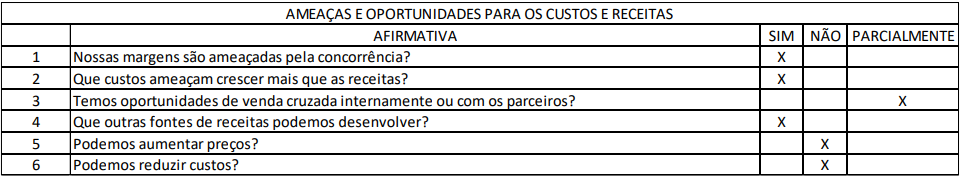 AMEAÇAS E OPORTUNIDADES PARA OS CUSTOS E RECEITAS
AFIRMATIVA SIM NÃO PARCIALMENTE
1 Nossas margens são ameaçadas pela concorrência? X
2 Que custos ameaçam crescer mais que as receitas? X
3 Temos oportunidades de venda cruzada internamente ou com os parceiros? X
4 Que outras fontes de receitas podemos desenvolver? X
5 Podemos aumentar preços? X
6 Podemos reduzir custos? X